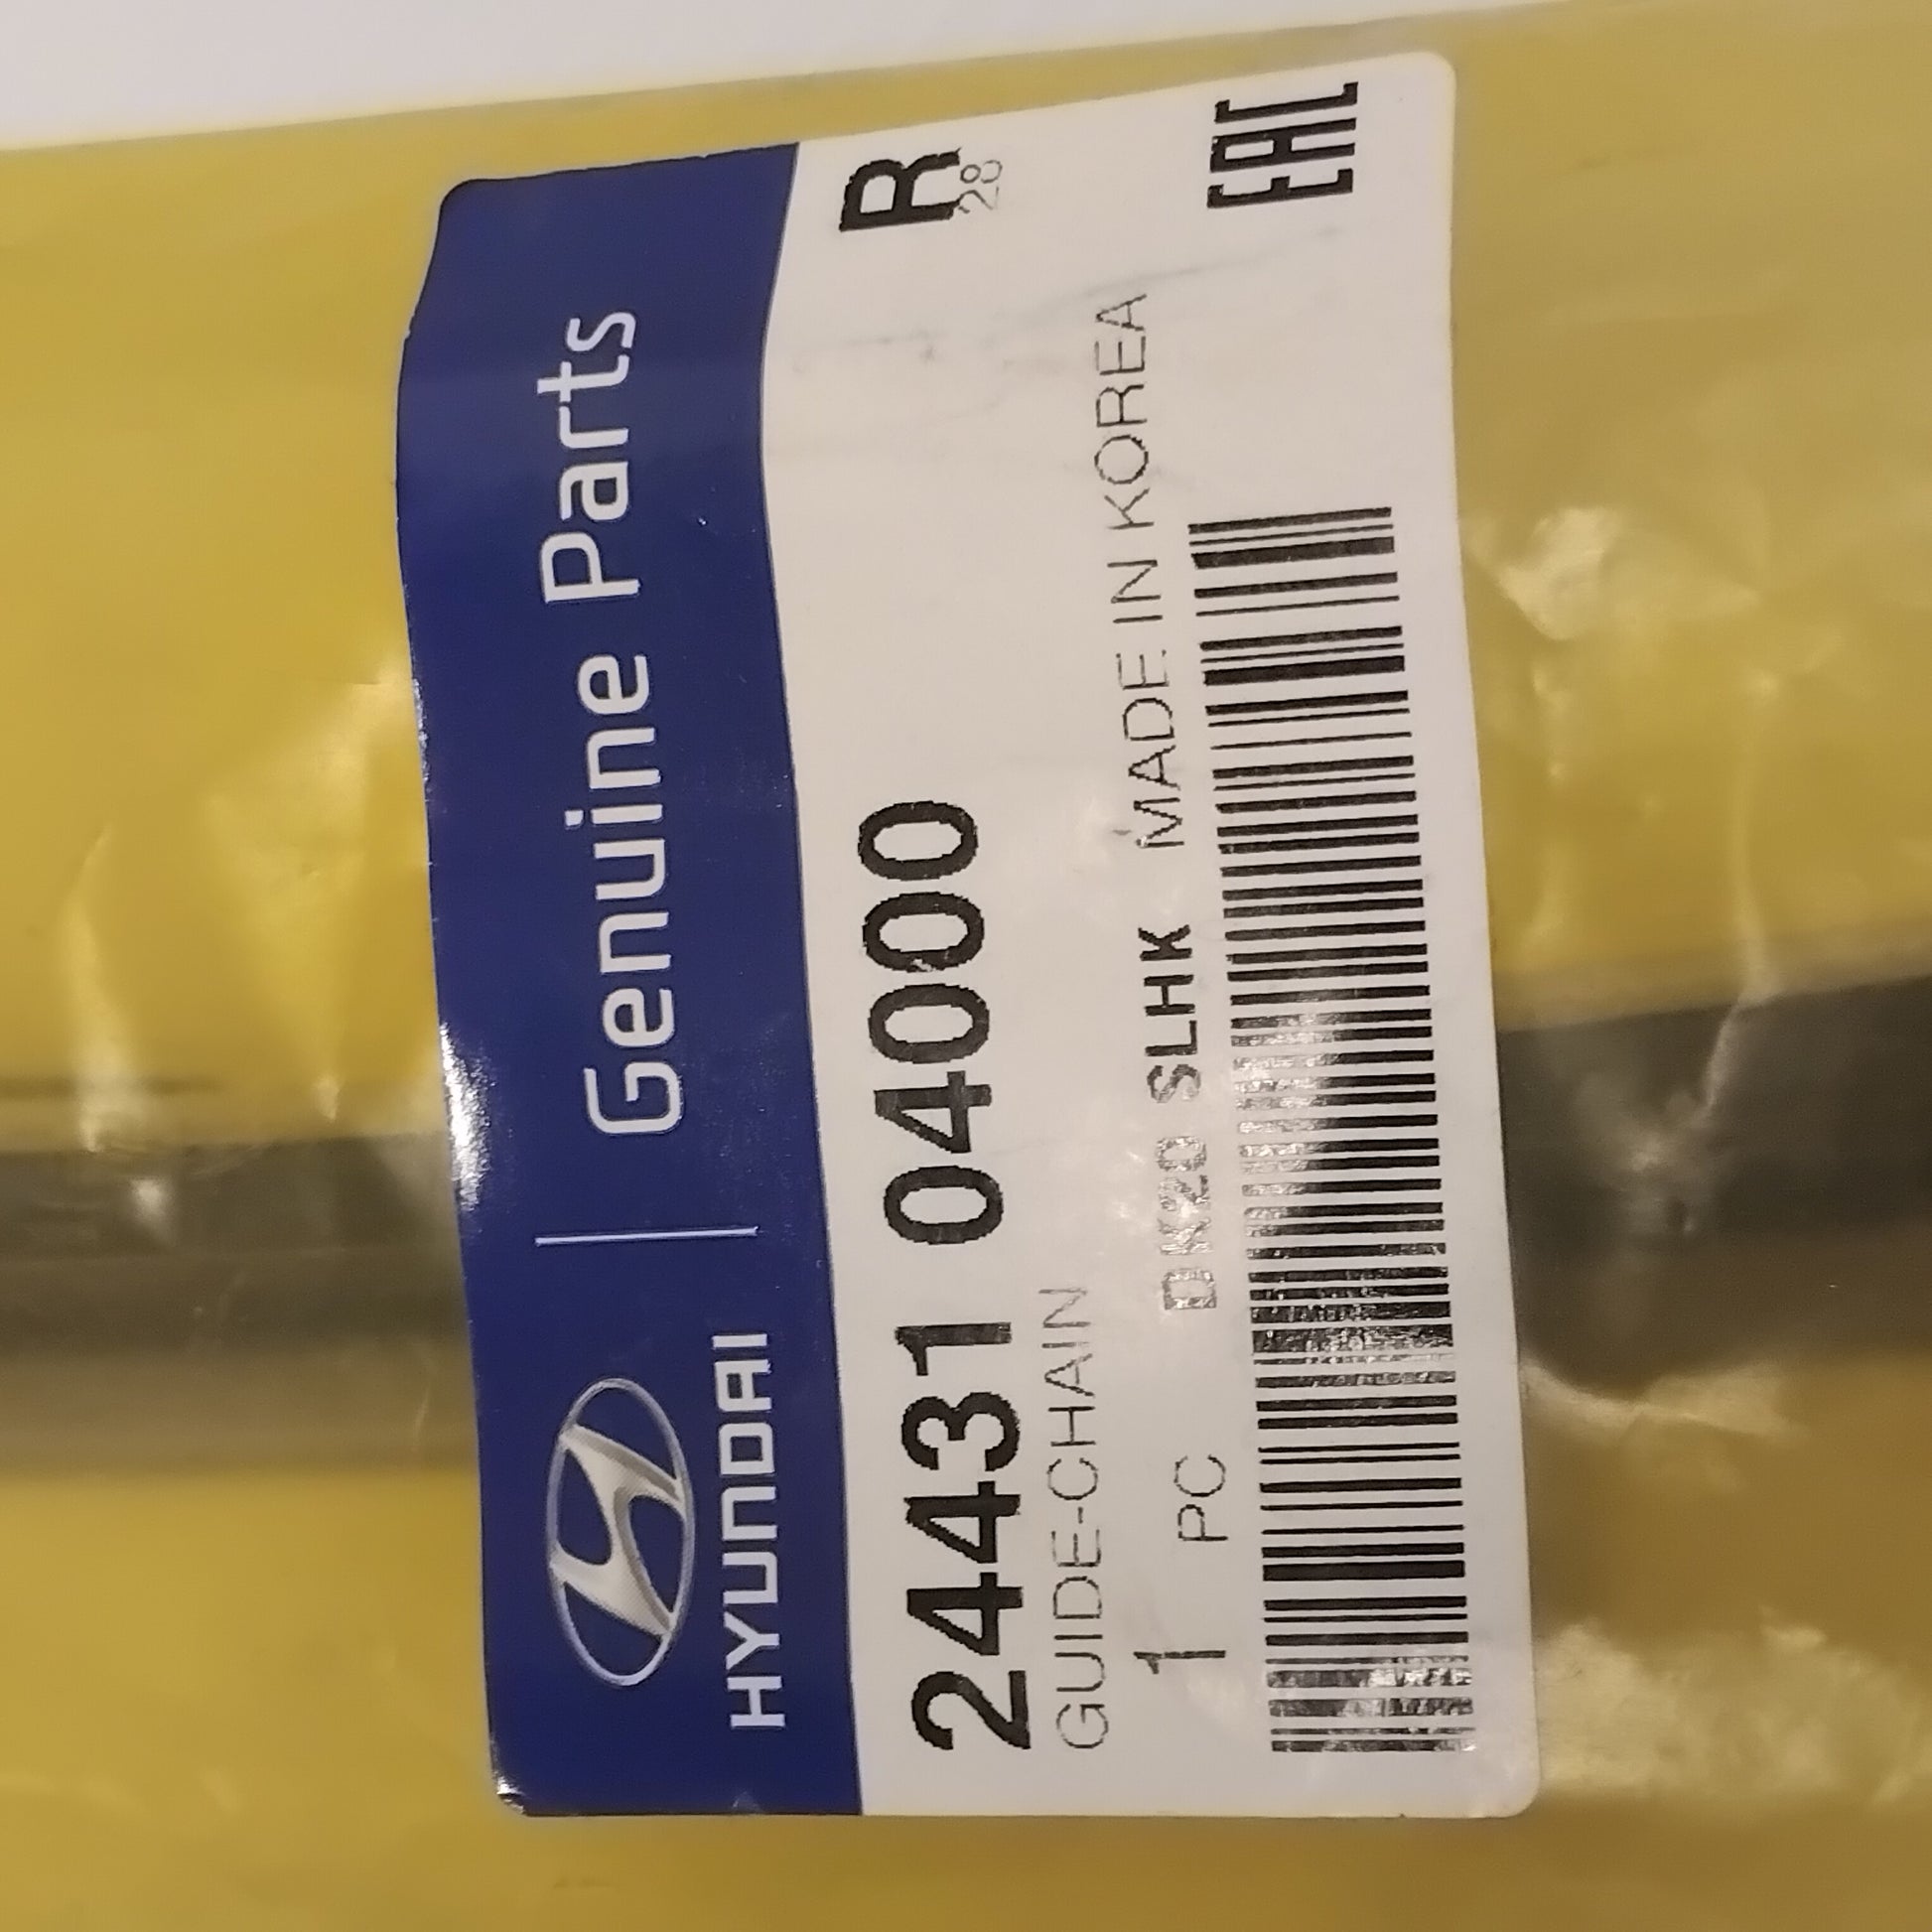 HYUNDAI | Genuine Parts
24431 04000
R
28
GUIDE-CHAIN
1 PC DK20 SLHK MADE IN KOREA
EAC